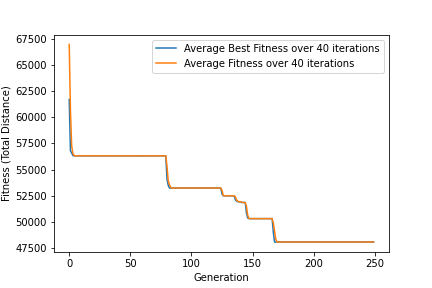 67500
65000
62500
60000
57500
55000
52500
50000
47500
Fitness (Total Distance)
Average Best Fitness over 40 iterations
Average Fitness over 40 iterations
0 50 100 150 200 250
Generation